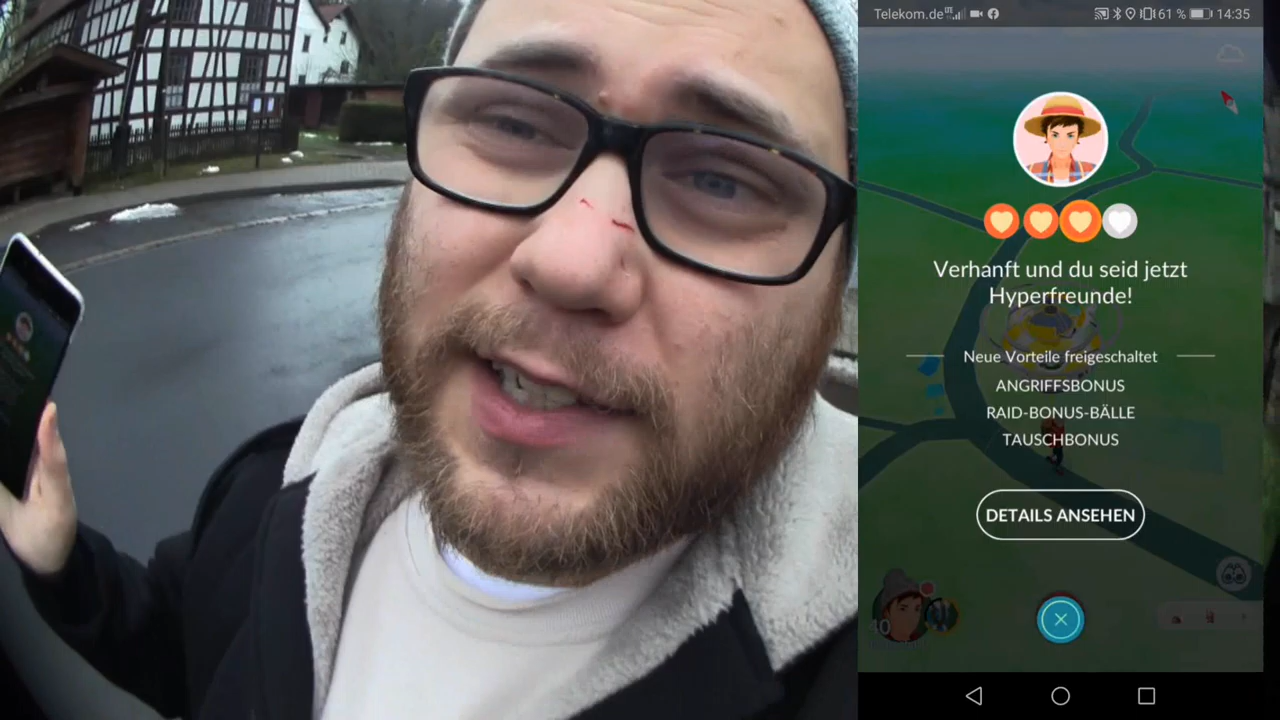 Telekom.de
61 %
14:35
Verhanft und du seid jetzt
Hyperfreunde!
Neue Vorteile freigeschaltet
ANGRIFFSBONUS
RAID-BONUS-BÄLLE
TAUSCHBONUS
DETAILS ANSEHEN
40